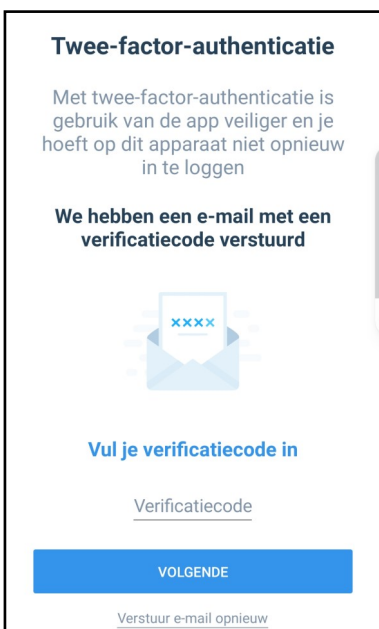 Twee-factor-authenticatie
Met twee-factor-authenticatie is
gebruik van de app veiliger en je
hoeft op dit apparaat niet opnieuw
in te loggen
We hebben een e-mail met een
verificatiecode verstuurd
xxxx
Vul je verificatiecode in
Verificatiecode
VOLGENDE
Verstuur e-mail opnieuw